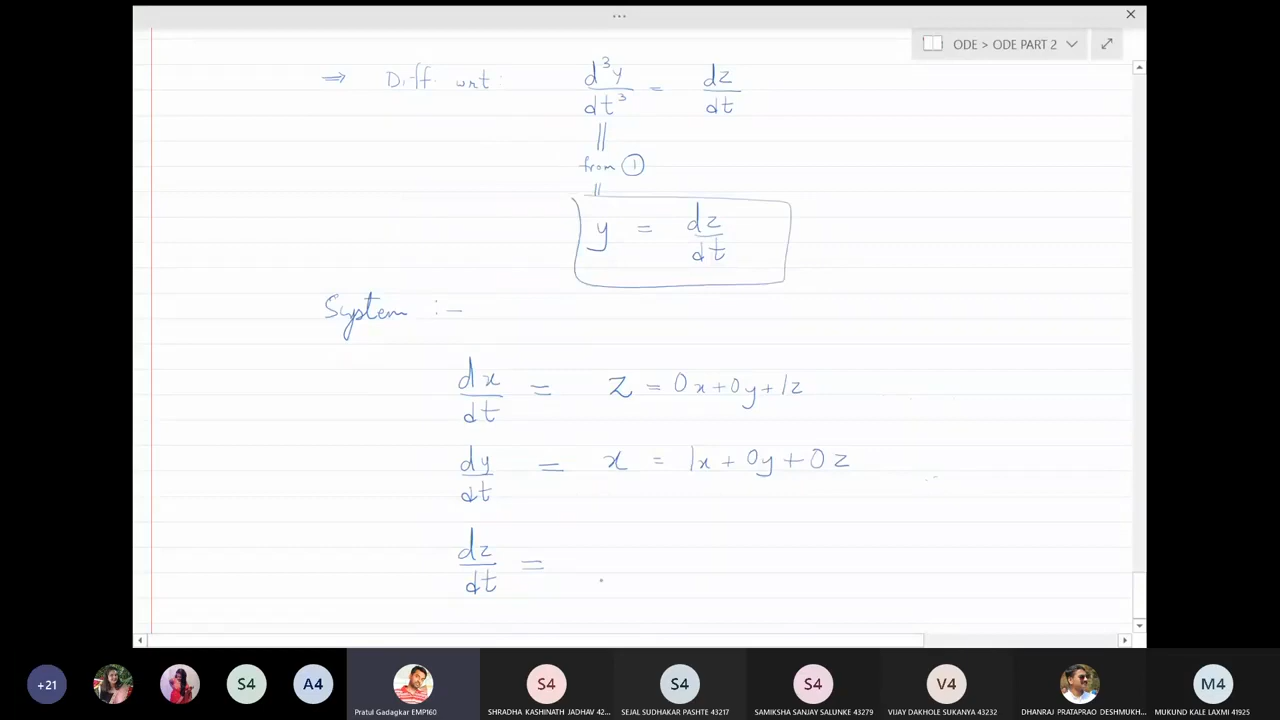 ...
ODE > ODE PART 2
⇒ Diff wrt: d³y/dt³ = dz/dt
||
from ①
||
y = dz/dt
System :-
dx/dt = z = 0x+0y+1z
dy/dt = x = 1x+0y+0z
dz/dt =
+21
S4
A4
Pratul Gadagkar EMP160
S4
SHRADHA KASHINATH JADHAV 42...
S4
SEJAL SUDHAKAR PASHTE 43217
S4
SAMIKSHA SANJAY SALUNKE 43279
V4
VIJAY DAKHOLE SUKANYA 43232
DHANRAJ PRATAPRAO DESHMUKH...
M4
MUKUND KALE LAXMI 41925